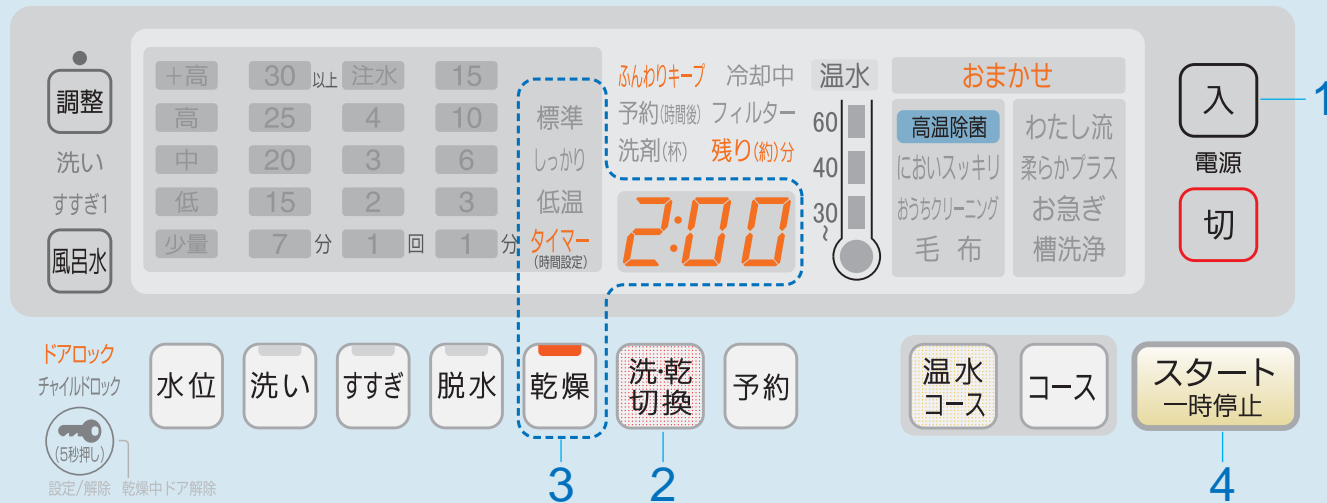 調整
洗い
すすぎ1
風呂水
+高 30 以上 注水 15
高 25 4 10 標準
中 20 3 6 しっかり
低 15 2 3 低温
少量 7 分 1 回 1 分 タイマー
(時間設定)
ふんわりキープ 冷却中
予約(時間後) フィルター
洗剤(杯) 残り(約)分
2:00
温水
60
40
30
~
おまかせ
高温除菌 わたし流
においスッキリ 柔らかプラス
おうちクリーニング お急ぎ
毛布 槽洗浄
入 1
電源
切
ドアロック
チャイルドロック
(5秒押し)
設定/解除 乾燥中ドア解除
水位 洗い すすぎ 脱水 乾燥
洗・乾
切換
予約
温水
コース
コース
スタート
一時停止
3 2 4